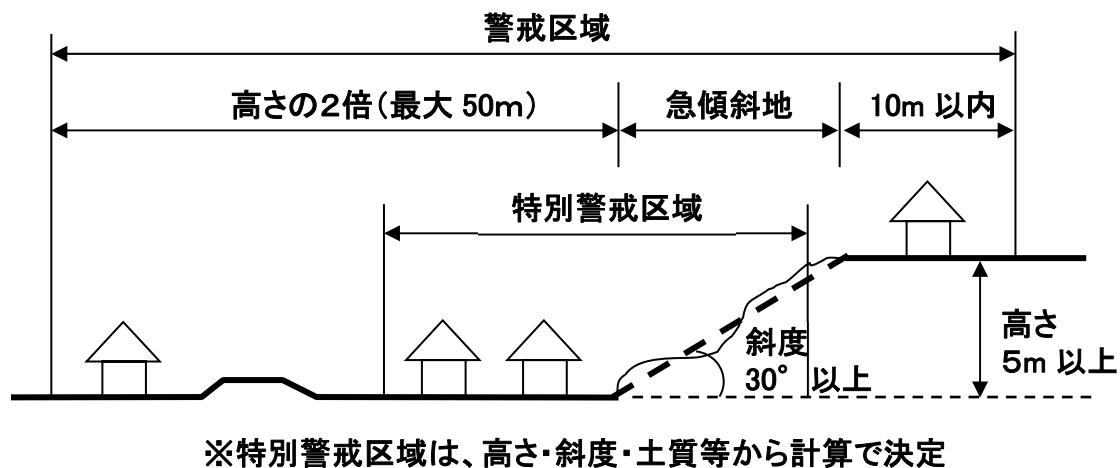 警戒区域
高さの2倍(最大 50m)
急傾斜地
10m 以内
特別警戒区域
斜度
30° 以上
高さ
5m 以上
※特別警戒区域は、高さ・斜度・土質等から計算で決定